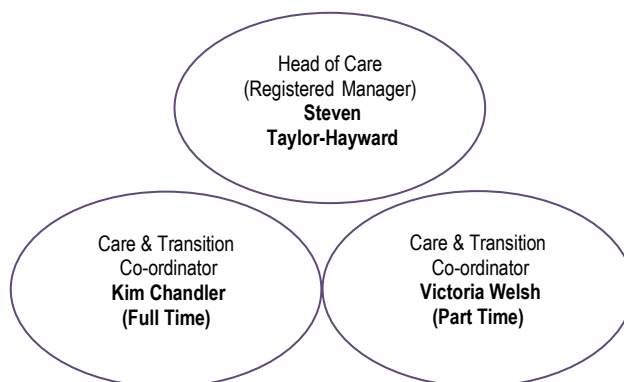 Head of Care
(Registered Manager)
Steven
Taylor-Hayward
Care & Transition
Co-ordinator
Kim Chandler
(Full Time)
Care & Transition
Co-ordinator
Victoria Welsh
(Part Time)